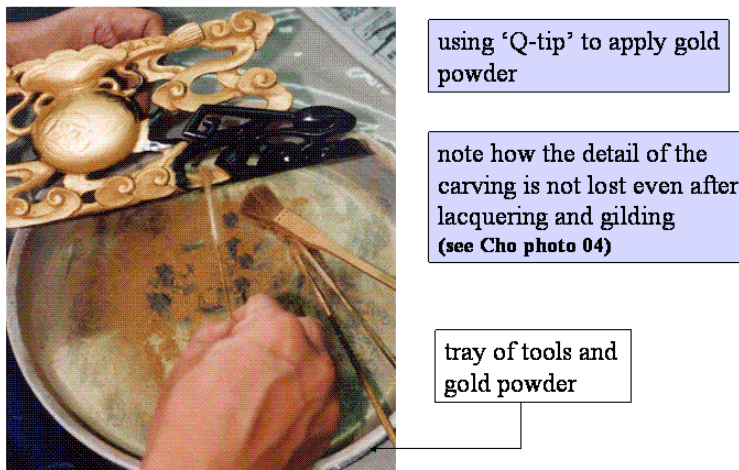 using ‘Q-tip’ to apply gold
powder
note how the detail of the
carving is not lost even after
lacquering and gilding
(see Cho photo 04)
tray of tools and
gold powder